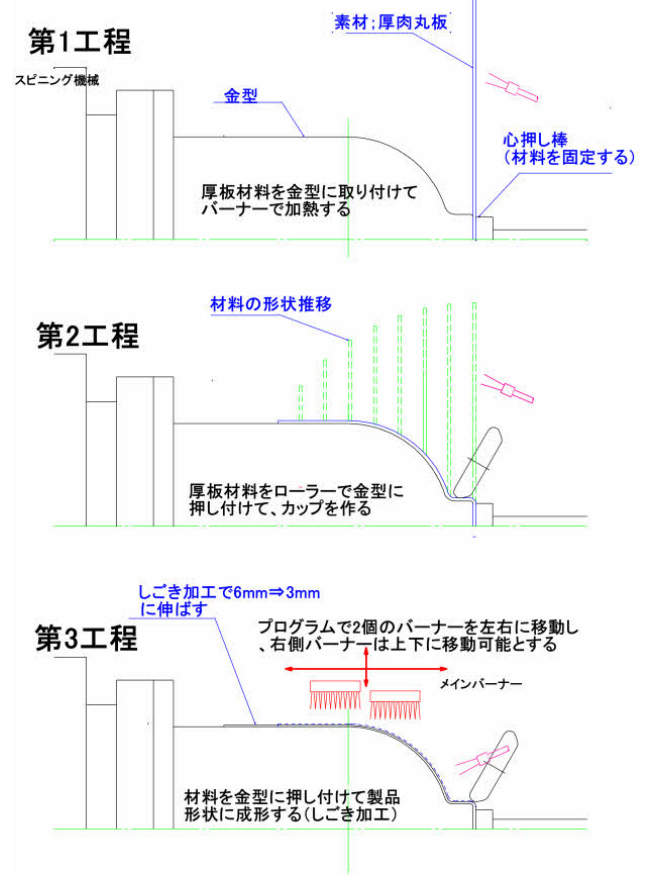 第1工程
スピニング機械
素材;厚肉丸板
金型
心押し棒
（材料を固定する）
厚板材料を金型に取り付けて
バーナーで加熱する
材料の形状推移
第2工程
厚板材料をローラーで金型に
押し付けて、カップを作る
しごき加工で6mm⇒3mm
に伸ばす
第3工程
プログラムで2個のバーナーを左右に移動し
、右側バーナーは上下に移動可能とする
メインバーナー
材料を金型に押し付けて製品
形状に成形する（しごき加工）